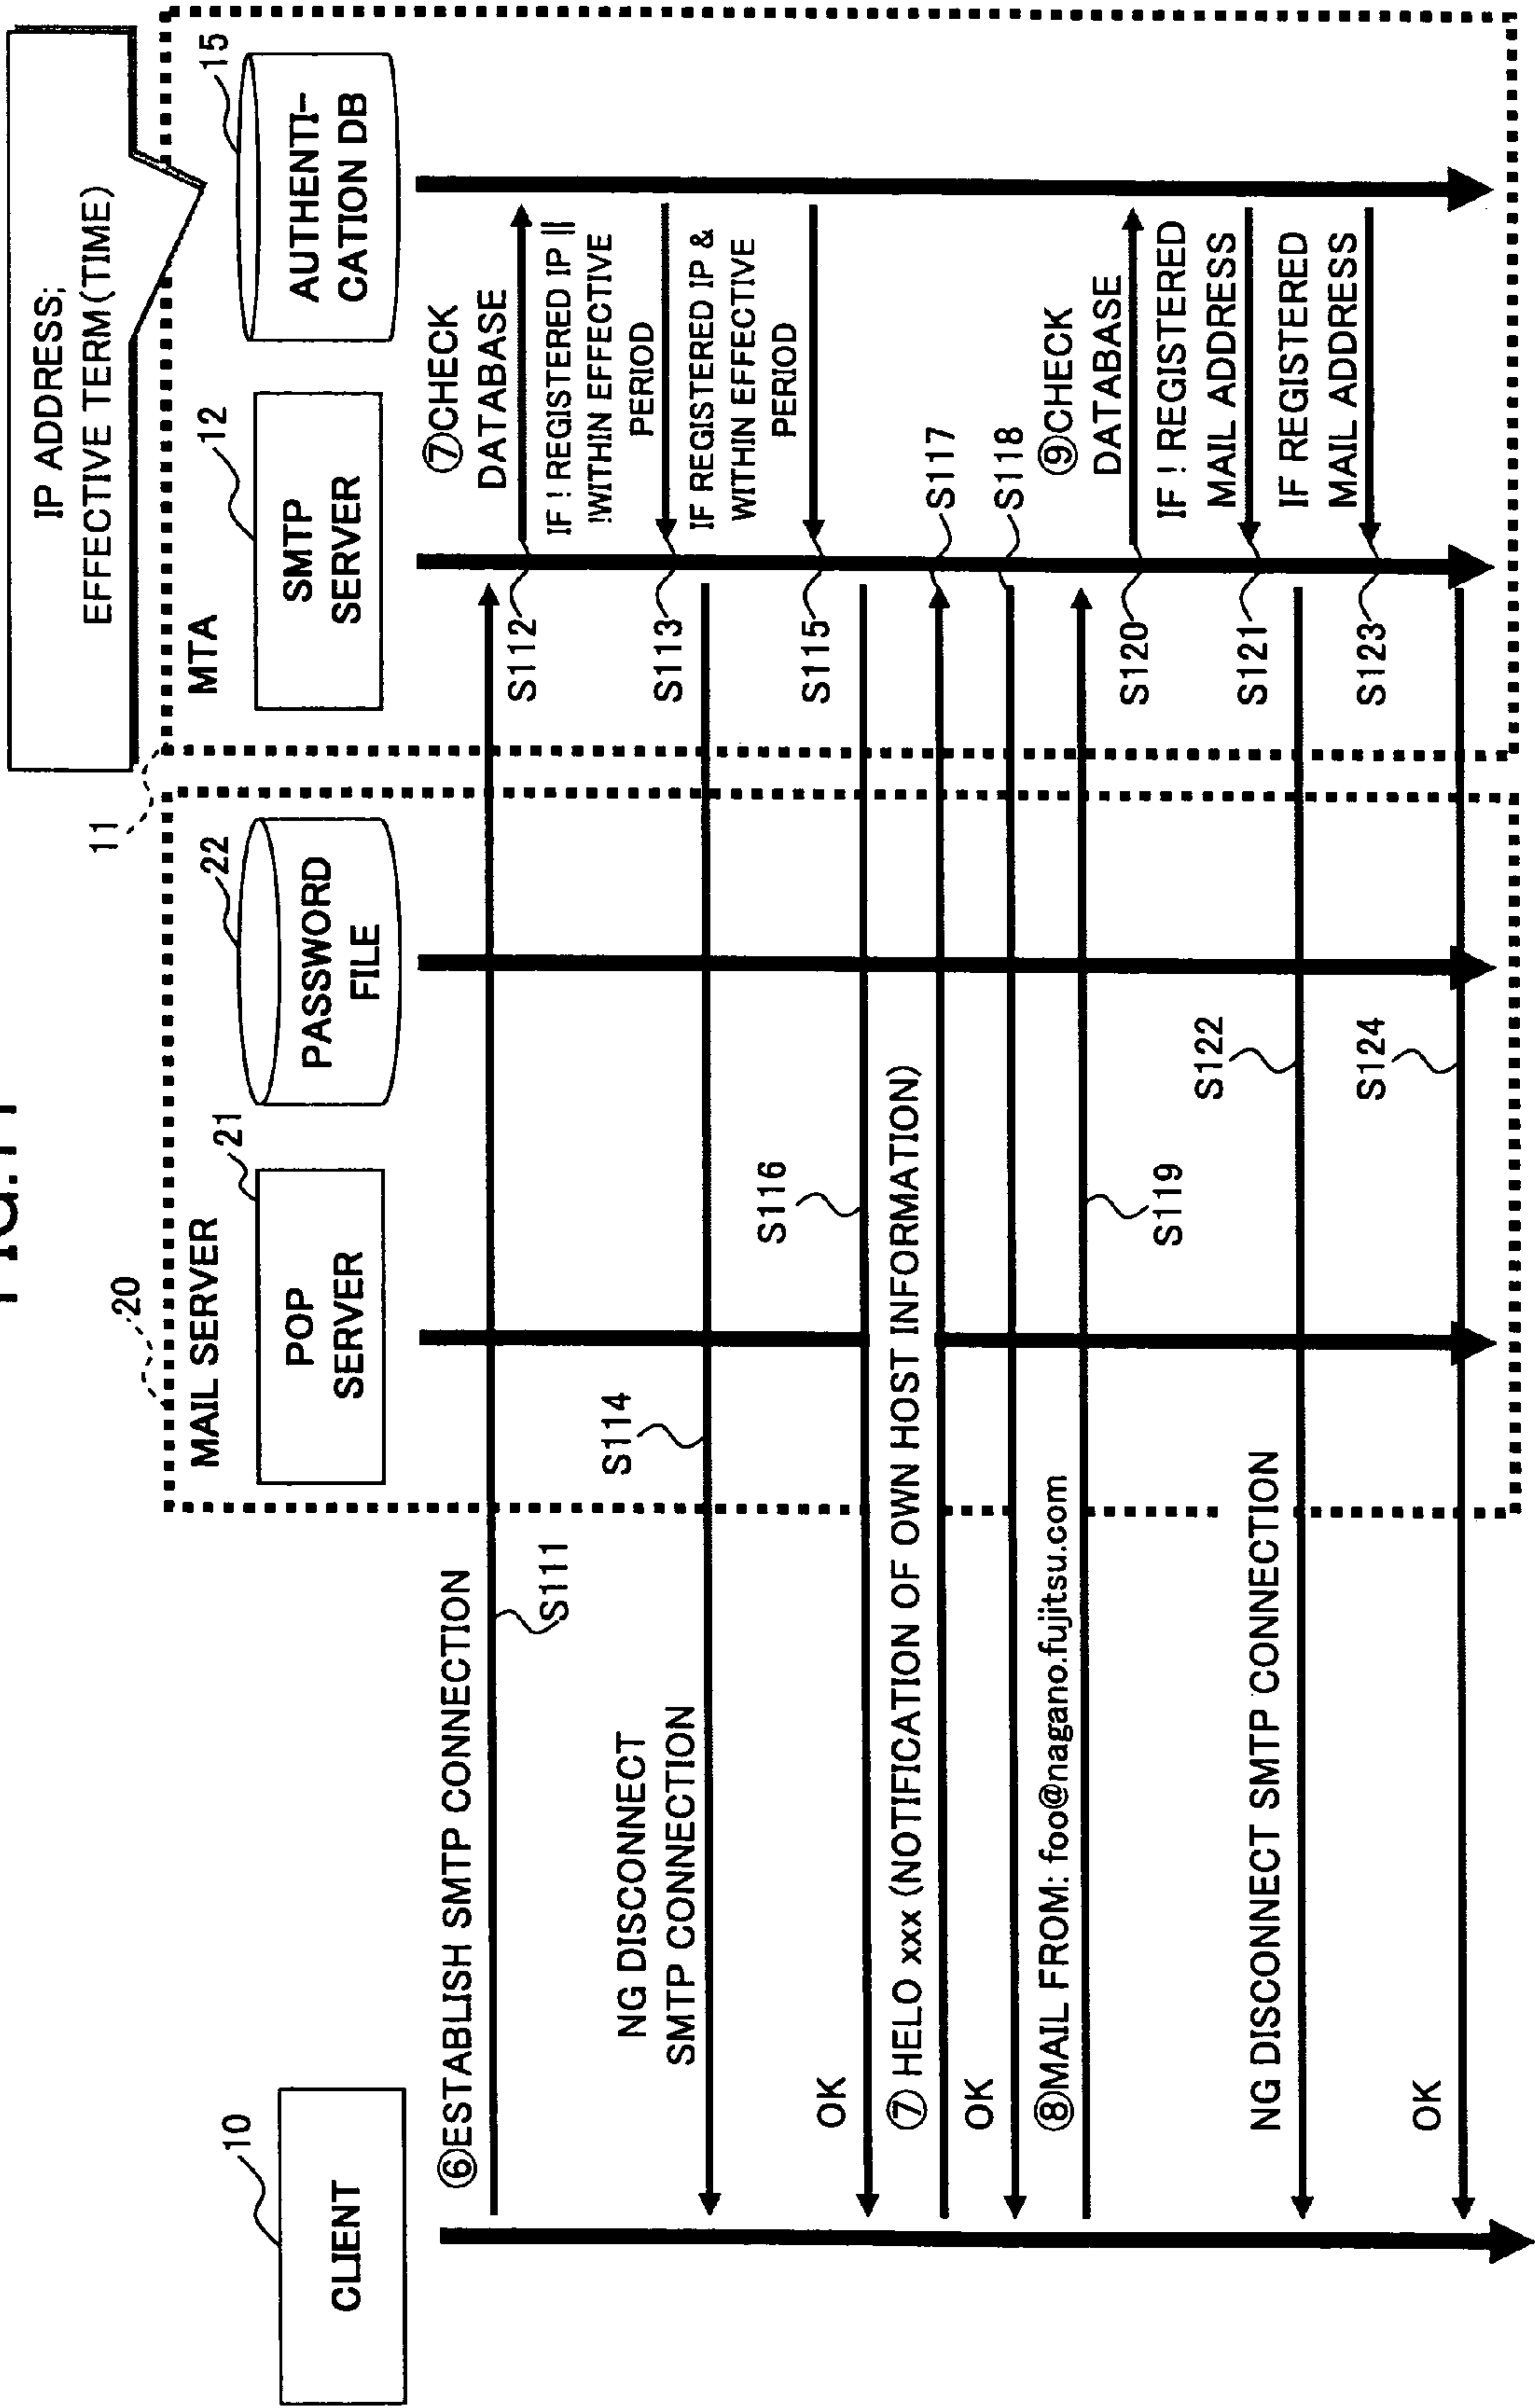 IP ADDRESS;
EFFECTIVE TERM(TIME)
20
11
MAIL SERVER
MTA
10
CLIENT
21
POP
SERVER
22
PASSWORD
FILE
12
SMTP
SERVER
15
AUTHENTI-
CATION DB
⑥ESTABLISH SMTP CONNECTION
S111
⑦CHECK
DATABASE
S112
IF ! REGISTERED IP ||
!WITHIN EFFECTIVE
PERIOD
S113
NG DISCONNECT
SMTP CONNECTION
S114
IF REGISTERED IP &
WITHIN EFFECTIVE
PERIOD
S115
OK
S116
⑦ HELO xxx (NOTIFICATION OF OWN HOST INFORMATION)
S117
OK
S118
⑧MAIL FROM: foo@nagano.fujitsu.com
S119
⑨CHECK
DATABASE
S120
IF ! REGISTERED
MAIL ADDRESS
S121
NG DISCONNECT SMTP CONNECTION
S122
IF REGISTERED
MAIL ADDRESS
S123
OK
S124